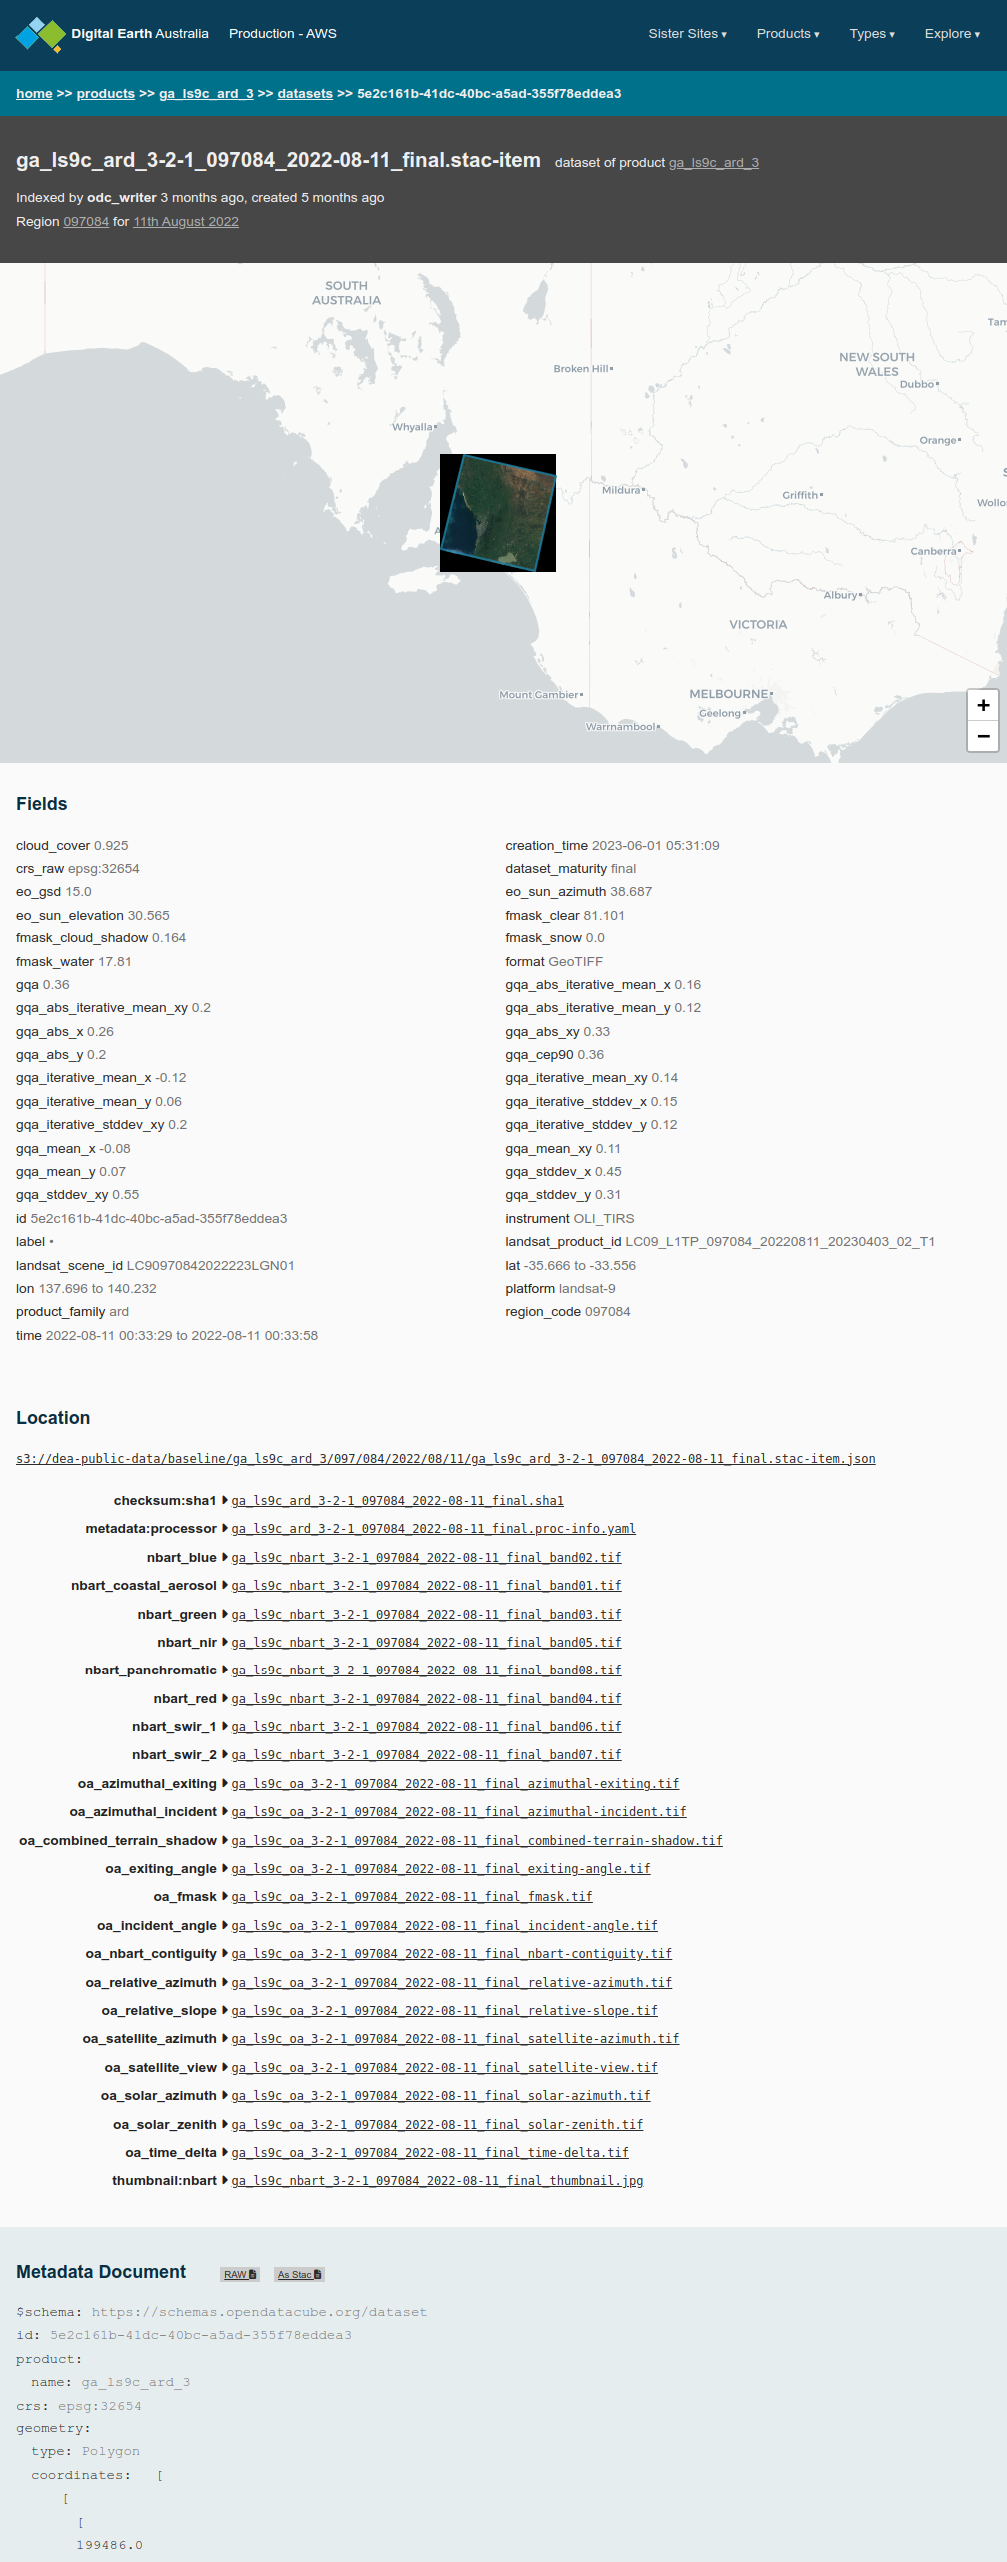 Digital Earth Australia Production - AWS Sister Sites ▾ Products ▾ Types ▾ Explore ▾
home >> products >> ga_ls9c_ard_3 >> datasets >> 5e2c161b-41dc-40bc-a5ad-355f78eddea3
ga_ls9c_ard_3-2-1_097084_2022-08-11_final.stac-item dataset of product ga_ls9c_ard_3
Indexed by odc_writer 3 months ago, created 5 months ago
Region 097084 for 11th August 2022
SOUTH
AUSTRALIA
Tam
NEW SOUTH
WALES
Broken Hill
Dubbo
Whyalla
Orange
Mildura
Griffith
Wollo
Canberra
Albury
VICTORIA
Mount Gambier
MELBOURNE
Geelong
Warrnambool
+
−
Fields
cloud_cover 0.925 creation_time 2023-06-01 05:31:09
crs_raw epsg:32654 dataset_maturity final
eo_gsd 15.0 eo_sun_azimuth 38.687
eo_sun_elevation 30.565 fmask_clear 81.101
fmask_cloud_shadow 0.164 fmask_snow 0.0
fmask_water 17.81 format GeoTIFF
gqa 0.36 gqa_abs_iterative_mean_x 0.16
gqa_abs_iterative_mean_xy 0.2 gqa_abs_iterative_mean_y 0.12
gqa_abs_x 0.26 gqa_abs_xy 0.33
gqa_abs_y 0.2 gqa_cep90 0.36
gqa_iterative_mean_x -0.12 gqa_iterative_mean_xy 0.14
gqa_iterative_mean_y 0.06 gqa_iterative_stddev_x 0.15
gqa_iterative_stddev_xy 0.2 gqa_iterative_stddev_y 0.12
gqa_mean_x -0.08 gqa_mean_xy 0.11
gqa_mean_y 0.07 gqa_stddev_x 0.45
gqa_stddev_xy 0.55 gqa_stddev_y 0.31
id 5e2c161b-41dc-40bc-a5ad-355f78eddea3 instrument OLI_TIRS
label • landsat_product_id LC09_L1TP_097084_20220811_20230403_02_T1
landsat_scene_id LC90970842022223LGN01 lat -35.666 to -33.556
lon 137.696 to 140.232 platform landsat-9
product_family ard region_code 097084
time 2022-08-11 00:33:29 to 2022-08-11 00:33:58
Location
s3://dea-public-data/baseline/ga_ls9c_ard_3/097/084/2022/08/11/ga_ls9c_ard_3-2-1_097084_2022-08-11_final.stac-item.json
checksum:sha1 ga_ls9c_ard_3-2-1_097084_2022-08-11_final.sha1
metadata:processor ga_ls9c_ard_3-2-1_097084_2022-08-11_final.proc-info.yaml
nbart_blue ga_ls9c_nbart_3-2-1_097084_2022-08-11_final_band02.tif
nbart_coastal_aerosol ga_ls9c_nbart_3-2-1_097084_2022-08-11_final_band01.tif
nbart_green ga_ls9c_nbart_3-2-1_097084_2022-08-11_final_band03.tif
nbart_nir ga_ls9c_nbart_3-2-1_097084_2022-08-11_final_band05.tif
nbart_panchromatic ga_ls9c_nbart_3-2-1_097084_2022-08-11_final_band08.tif
nbart_red ga_ls9c_nbart_3-2-1_097084_2022-08-11_final_band04.tif
nbart_swir_1 ga_ls9c_nbart_3-2-1_097084_2022-08-11_final_band06.tif
nbart_swir_2 ga_ls9c_nbart_3-2-1_097084_2022-08-11_final_band07.tif
oa_azimuthal_exiting ga_ls9c_oa_3-2-1_097084_2022-08-11_final_azimuthal-exiting.tif
oa_azimuthal_incident ga_ls9c_oa_3-2-1_097084_2022-08-11_final_azimuthal-incident.tif
oa_combined_terrain_shadow ga_ls9c_oa_3-2-1_097084_2022-08-11_final_combined-terrain-shadow.tif
oa_exiting_angle ga_ls9c_oa_3-2-1_097084_2022-08-11_final_exiting-angle.tif
oa_fmask ga_ls9c_oa_3-2-1_097084_2022-08-11_final_fmask.tif
oa_incident_angle ga_ls9c_oa_3-2-1_097084_2022-08-11_final_incident-angle.tif
oa_nbart_contiguity ga_ls9c_oa_3-2-1_097084_2022-08-11_final_nbart-contiguity.tif
oa_relative_azimuth ga_ls9c_oa_3-2-1_097084_2022-08-11_final_relative-azimuth.tif
oa_relative_slope ga_ls9c_oa_3-2-1_097084_2022-08-11_final_relative-slope.tif
oa_satellite_azimuth ga_ls9c_oa_3-2-1_097084_2022-08-11_final_satellite-azimuth.tif
oa_satellite_view ga_ls9c_oa_3-2-1_097084_2022-08-11_final_satellite-view.tif
oa_solar_azimuth ga_ls9c_oa_3-2-1_097084_2022-08-11_final_solar-azimuth.tif
oa_solar_zenith ga_ls9c_oa_3-2-1_097084_2022-08-11_final_solar-zenith.tif
oa_time_delta ga_ls9c_oa_3-2-1_097084_2022-08-11_final_time-delta.tif
thumbnail:nbart ga_ls9c_nbart_3-2-1_097084_2022-08-11_final_thumbnail.jpg
Metadata Document RAW As Stac
$schema: https://schemas.opendatacube.org/dataset
id: 5e2c161b-41dc-40bc-a5ad-355f78eddea3
product:
name: ga_ls9c_ard_3
crs: epsg:32654
geometry:
type: Polygon
coordinates: [
[
[
199486.0